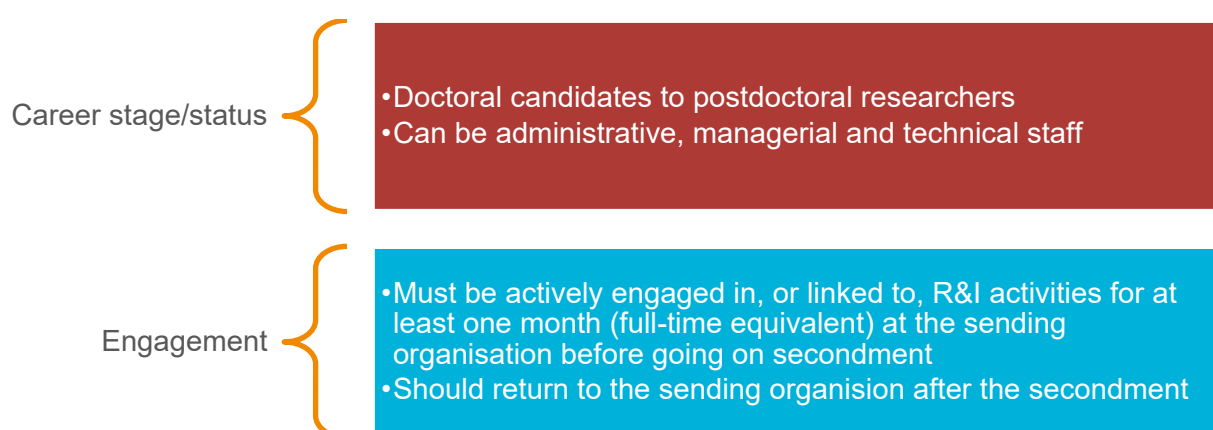 Career stage/status
•Doctoral candidates to postdoctoral researchers
•Can be administrative, managerial and technical staff
Engagement
•Must be actively engaged in, or linked to, R&I activities for at
least one month (full-time equivalent) at the sending
organisation before going on secondment
•Should return to the sending organision after the secondment